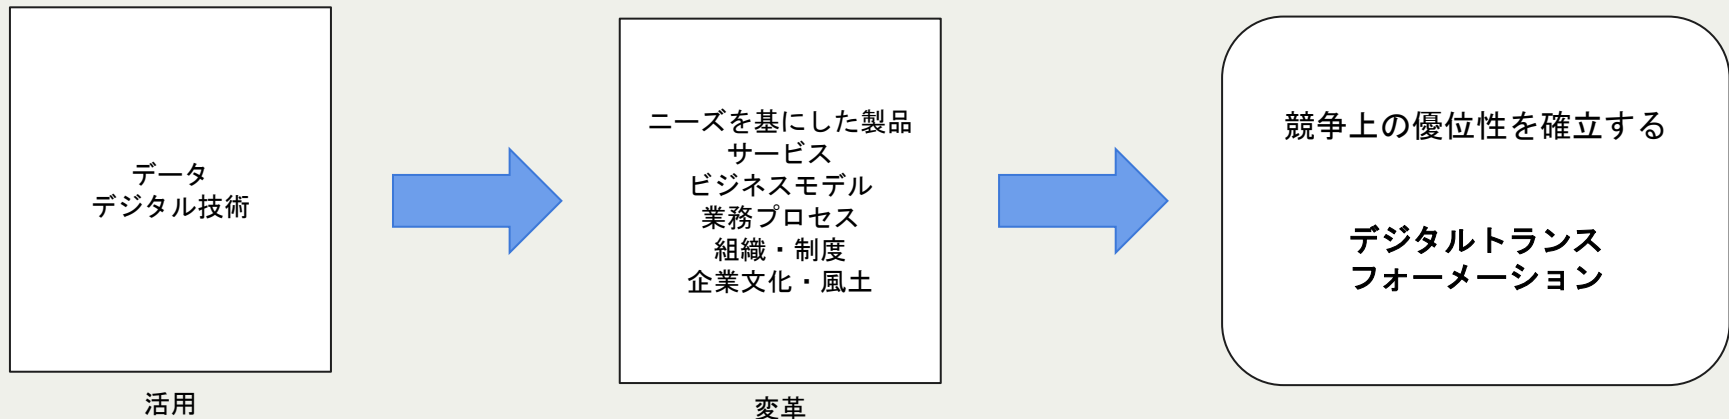 データ
デジタル技術
活用
ニーズを基にした製品
サービス
ビジネスモデル
業務プロセス
組織・制度
企業文化・風土
変革
競争上の優位性を確立する
デジタルトランス
フォーメーション